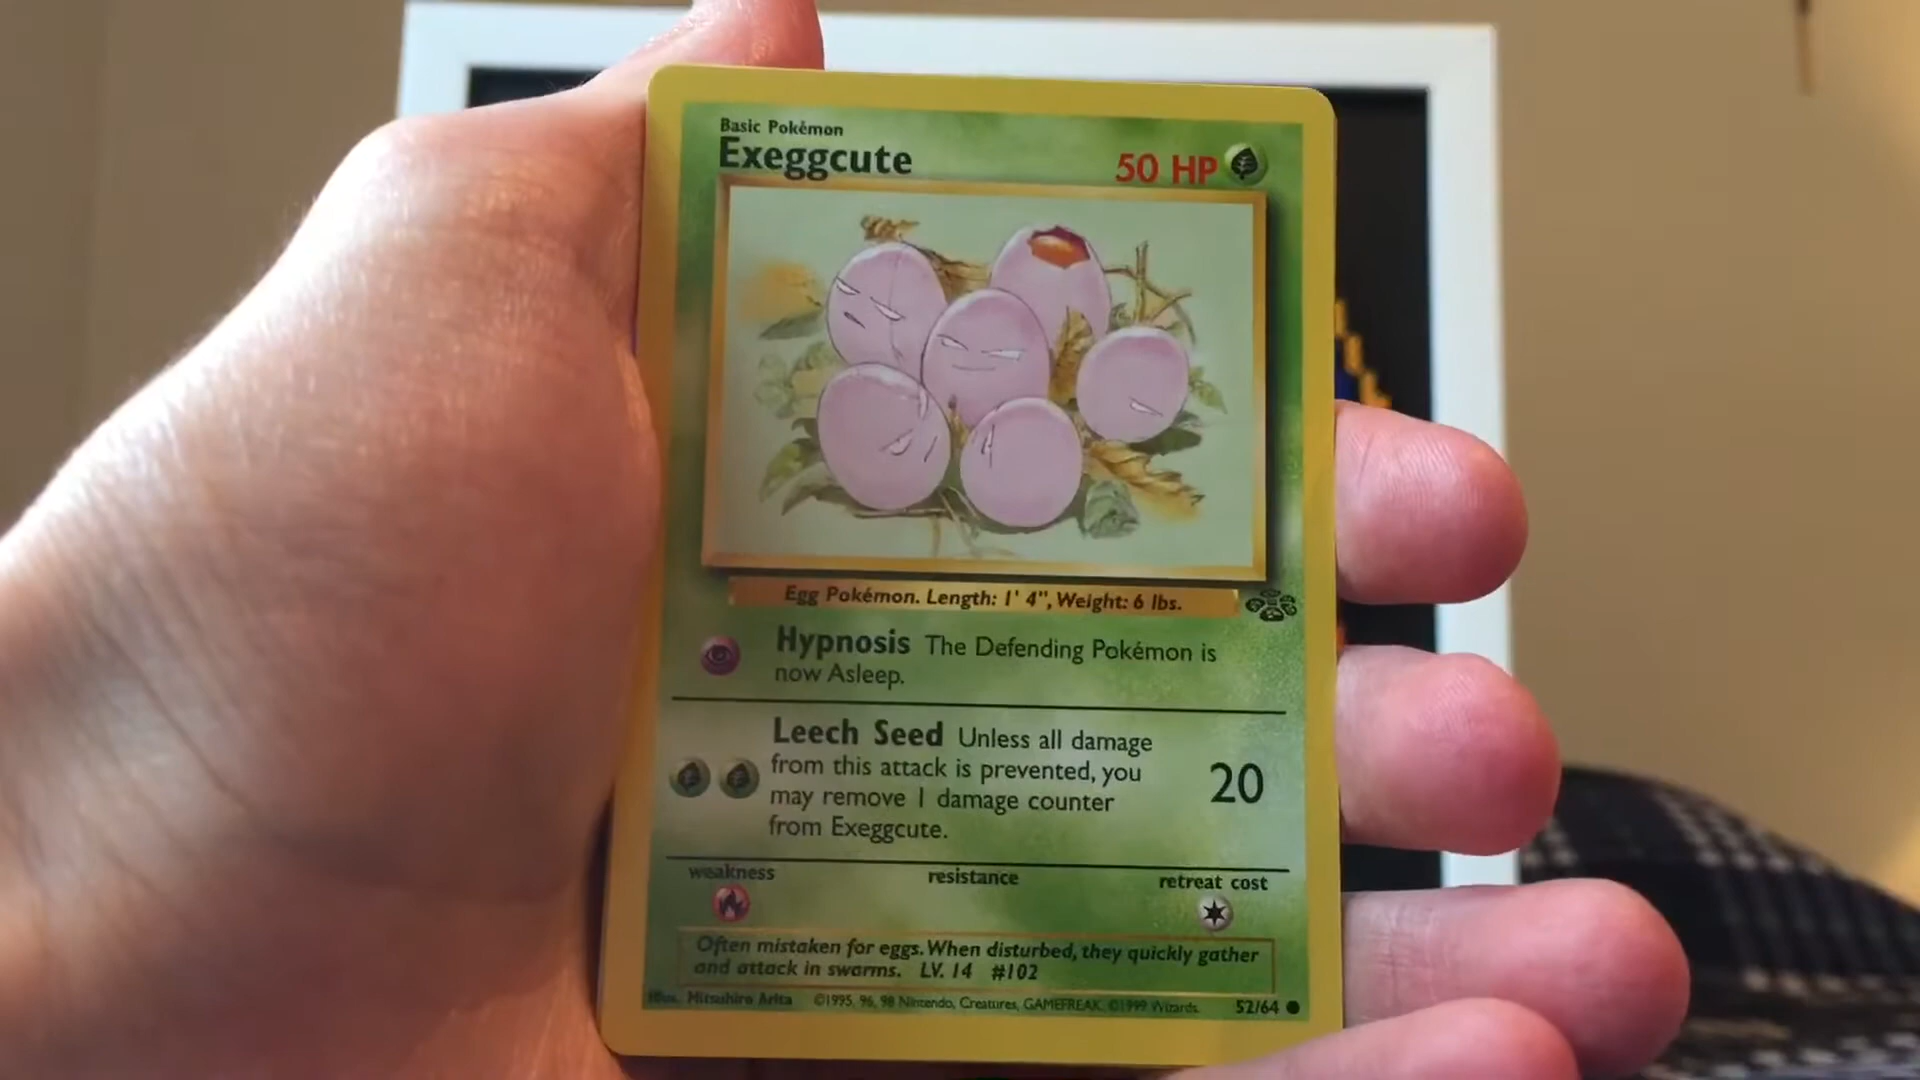 Basic Pokémon
Exeggcute
50 HP
Egg Pokémon. Length: 1' 4", Weight: 6 lbs.
Hypnosis The Defending Pokémon is
now Asleep.
Leech Seed Unless all damage
from this attack is prevented, you
may remove 1 damage counter
from Exeggcute.
20
weakness
resistance
retreat cost
Often mistaken for eggs. When disturbed, they quickly gather
and attack in swarms. LV. 14 #102
Illus. Mitsuhiro Arita ©1995, 96, 98 Nintendo, Creatures, GAMEFREAK. ©1999 Wizards. 52/64